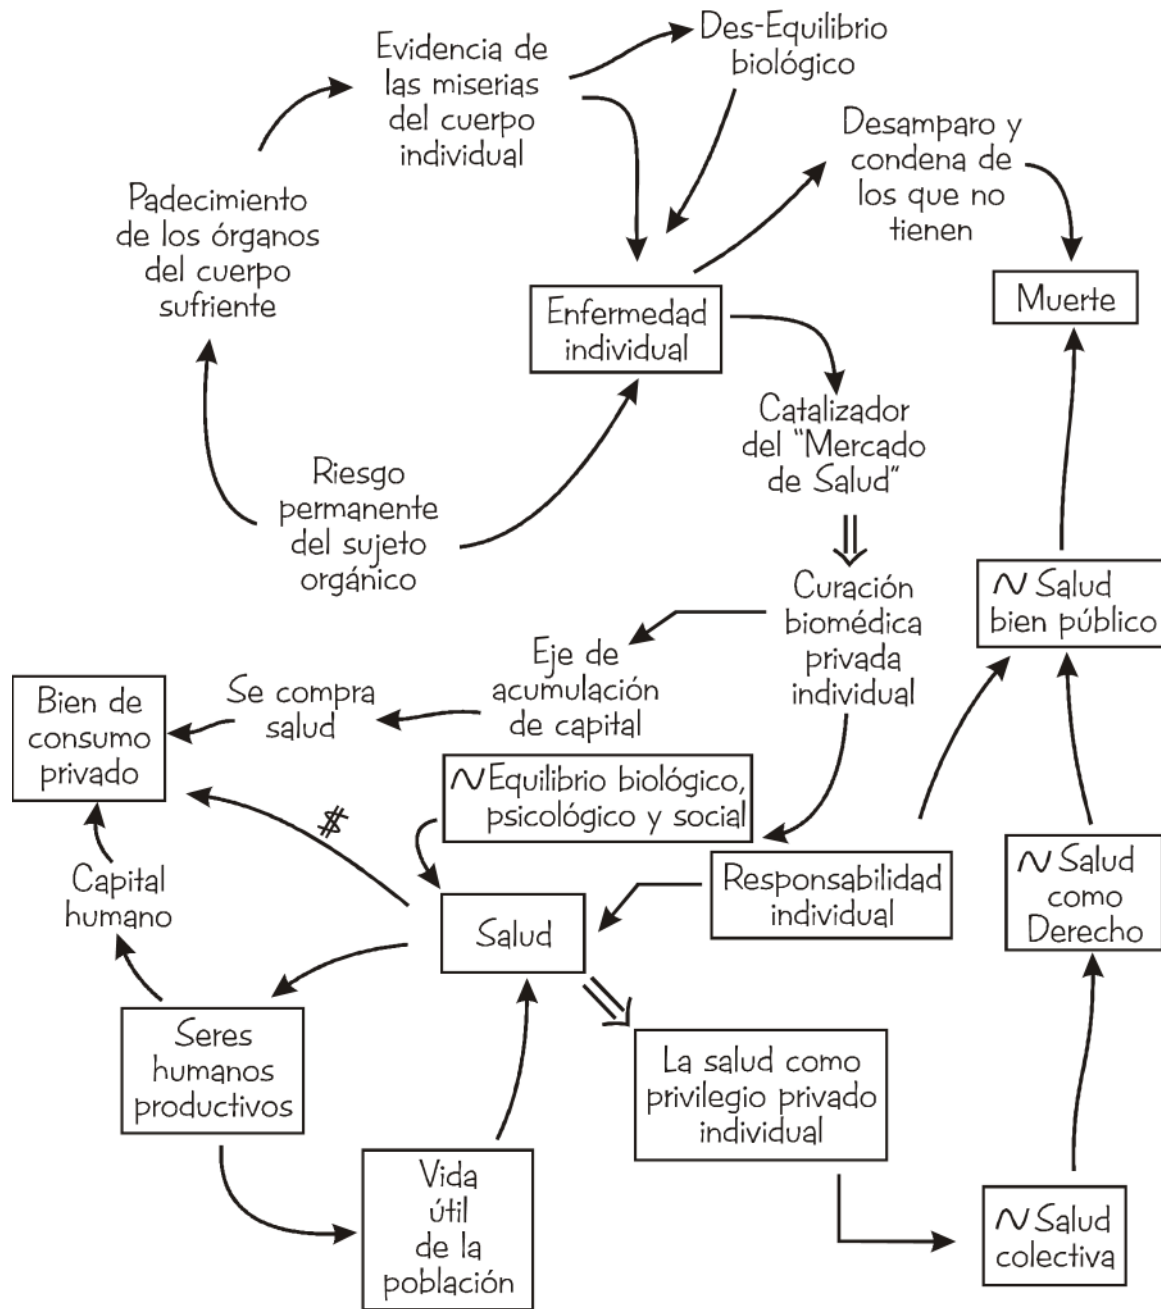 Evidencia de
las miserias
del cuerpo
individual
Des-Equilibrio
biológico
Desamparo y
condena de
los que no
tienen
Padecimiento
de los órganos
del cuerpo
sufriente
Enfermedad
individual
Muerte
Catalizador
del "Mercado
de Salud"
Riesgo
permanente
del sujeto
orgánico
Curación
biomédica
privada
individual
~ Salud
bien público
Eje de
acumulación
de capital
Se compra
salud
Bien de
consumo
privado
~ Equilibrio biológico,
psicológico y social
$
Capital
humano
Salud
Responsabilidad
individual
~ Salud
como
Derecho
Seres
humanos
productivos
La salud como
privilegio privado
individual
Vida
útil
de la
población
~ Salud
colectiva